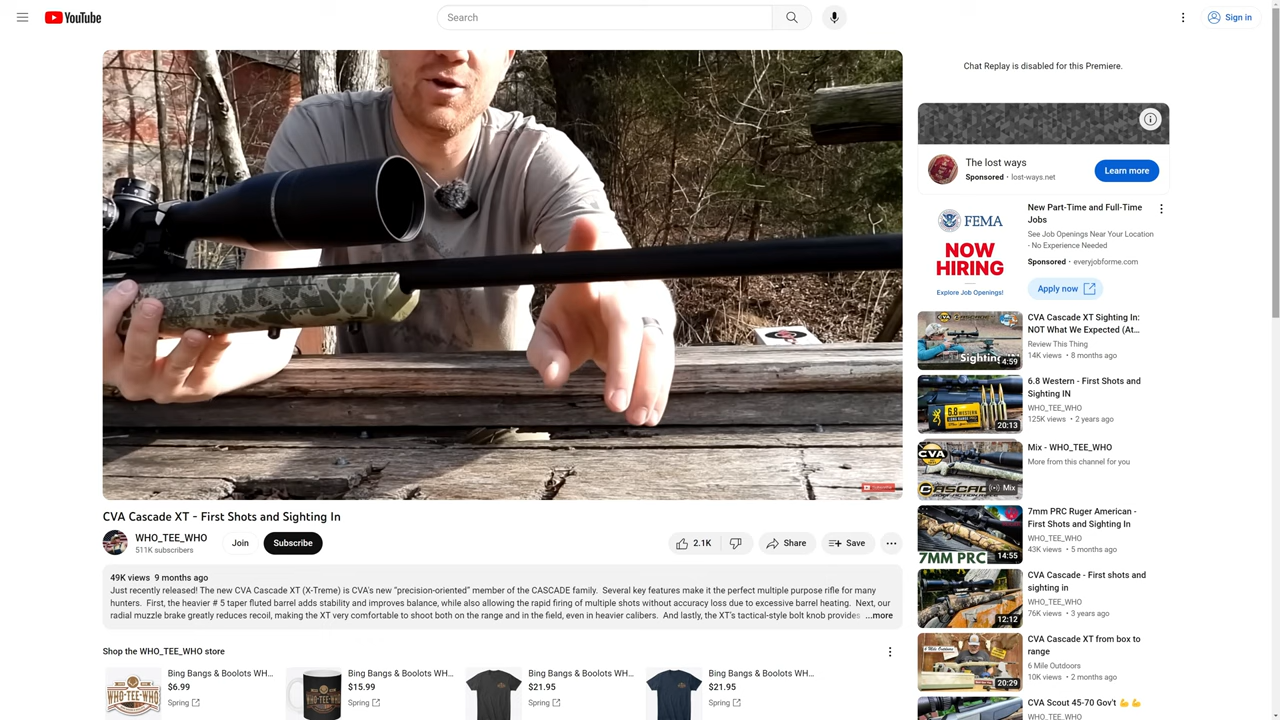 YouTube
Search
Sign in
Chat Replay is disabled for this Premiere.
The lost ways
Sponsored · lost-ways.net
Learn more
FEMA
NOW
HIRING
Explore Job Openings!
New Part-Time and Full-Time
Jobs
See Job Openings Near Your Location
- No Experience Needed
Sponsored · everyjobforme.com
Apply now
CVA Cascade XT Sighting In:
NOT What We Expected (At...
Review This Thing
14K views • 8 months ago
Sighting
4:59
6.8 Western - First Shots and
Sighting IN
WHO_TEE_WHO
125K views • 2 years ago
6.8
WESTERN
20:13
Mix - WHO_TEE_WHO
More from this channel for you
CVA
Mix
7mm PRC Ruger American -
First Shots and Sighting In
WHO_TEE_WHO
43K views • 5 months ago
7MM PRC
14:55
CVA Cascade - First shots and
sighting in
WHO_TEE_WHO
76K views • 3 years ago
12:12
CVA Cascade XT from box to
range
6 Mile Outdoors
10K views • 2 months ago
20:29
CVA Scout 45-70 Gov't 💪 💪
WHO_TEE_WHO
CVA Cascade XT - First Shots and Sighting In
WHO_TEE_WHO
511K subscribers
Join
Subscribe
2.1K
Share
Save
49K views 9 months ago
Just recently released! The new CVA Cascade XT (X-Treme) is CVA's new "precision-oriented" member of the CASCADE family. Several key features make it the perfect multiple purpose rifle for many
hunters. First, the heavier # 5 taper fluted barrel adds stability and improves balance, while also allowing the rapid firing of multiple shots without accuracy loss due to excessive barrel heating. Next, our
radial muzzle brake greatly reduces recoil, making the XT very comfortable to shoot both on the range and in the field, even in heavier calibers. And lastly, the XT's tactical-style bolt knob provides ...more
Shop the WHO_TEE_WHO store
WHO-TEE-WHO
Bing Bangs & Boolots WH...
$6.99
Spring
WHO-TEE-WHO
Bing Bangs & Boolots WH...
$15.99
Spring
Bing Bangs & Boolots WH...
$21.95
Spring
Bing Bangs & Boolots WH...
$21.95
Spring